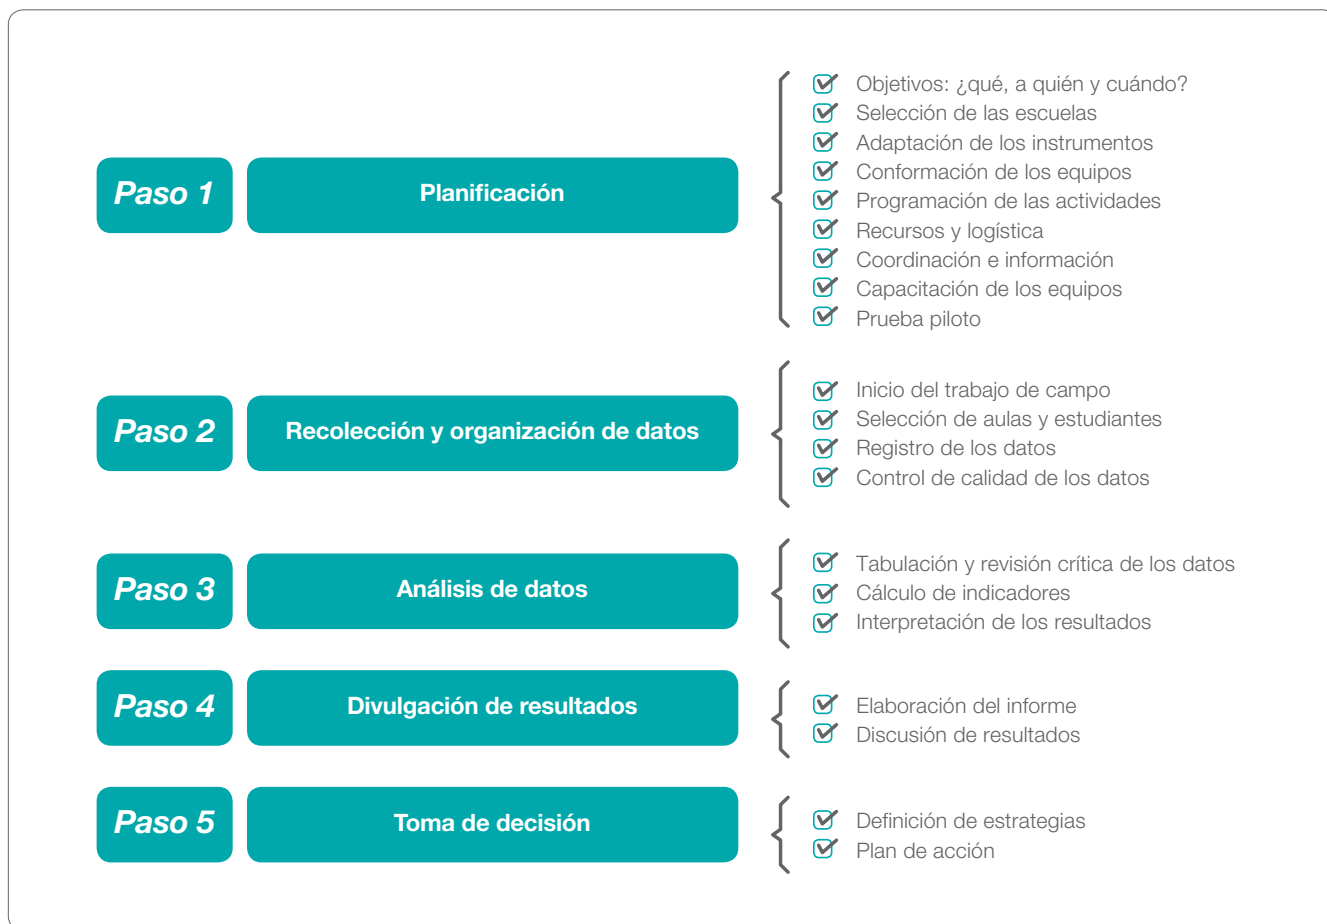 Paso 1
Planificación
Objetivos: ¿qué, a quién y cuándo?
Selección de las escuelas
Adaptación de los instrumentos
Conformación de los equipos
Programación de las actividades
Recursos y logística
Coordinación e información
Capacitación de los equipos
Prueba piloto
Paso 2
Recolección y organización de datos
Inicio del trabajo de campo
Selección de aulas y estudiantes
Registro de los datos
Control de calidad de los datos
Paso 3
Análisis de datos
Tabulación y revisión crítica de los datos
Cálculo de indicadores
Interpretación de los resultados
Paso 4
Divulgación de resultados
Elaboración del informe
Discusión de resultados
Paso 5
Toma de decisión
Definición de estrategias
Plan de acción